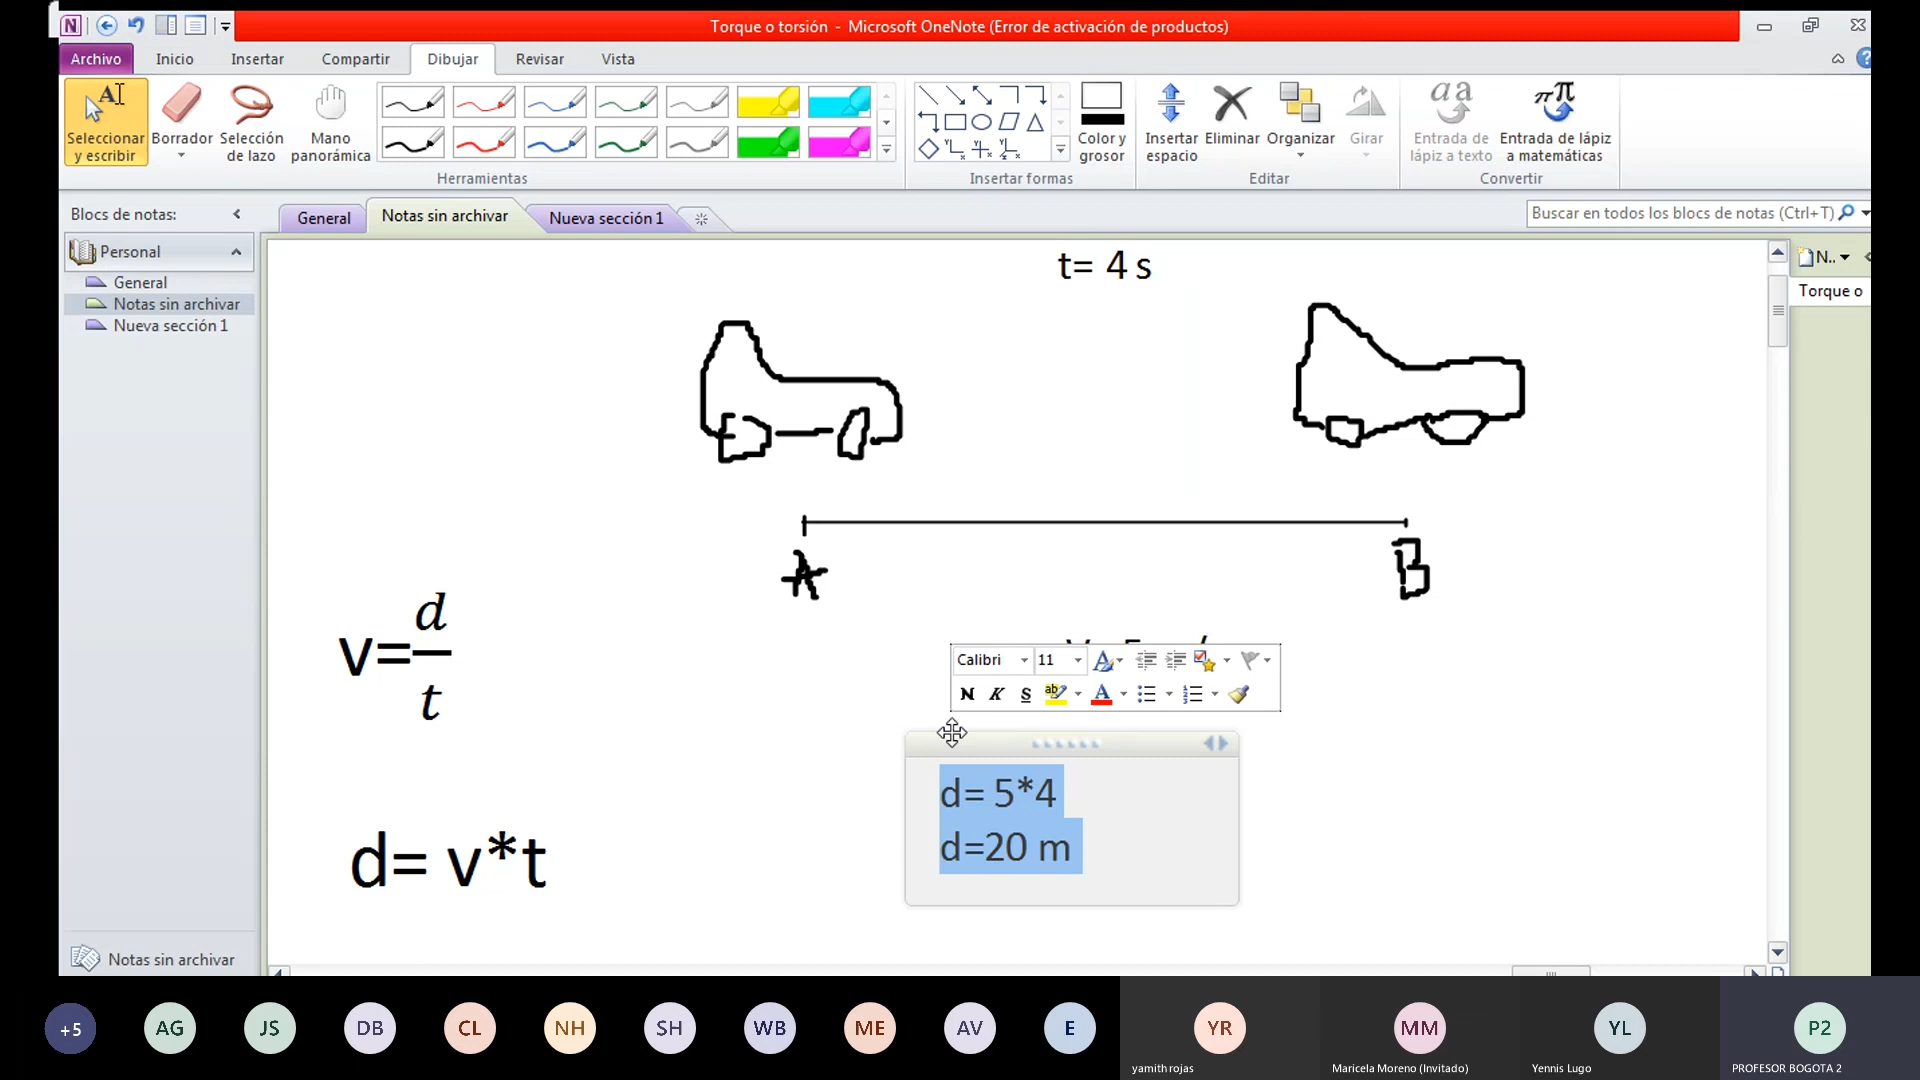 Torque o torsión - Microsoft OneNote (Error de activación de productos)
Archivo Inicio Insertar Compartir Dibujar Revisar Vista
Seleccionar y escribir
Borrador
Selección de lazo
Mano panorámica
Herramientas
Insertar formas
Color y grosor
Insertar espacio
Eliminar
Organizar
Girar
Editar
Entrada de lápiz a texto
Entrada de lápiz a matemáticas
Convertir
Blocs de notas:
General Notas sin archivar Nueva sección 1
Buscar en todos los blocs de notas (Ctrl+T)
Personal
General
Notas sin archivar
Nueva sección 1
N..
Torque o
t= 4 s
A B
v=d/t
Calibri 11
N K S
d= 5*4
d=20 m
d= v*t
Notas sin archivar
+5 AG JS DB CL NH SH WB ME AV E YR MM YL P2
yamith rojas
Maricela Moreno (Invitado)
Yennis Lugo
PROFESOR BOGOTA 2